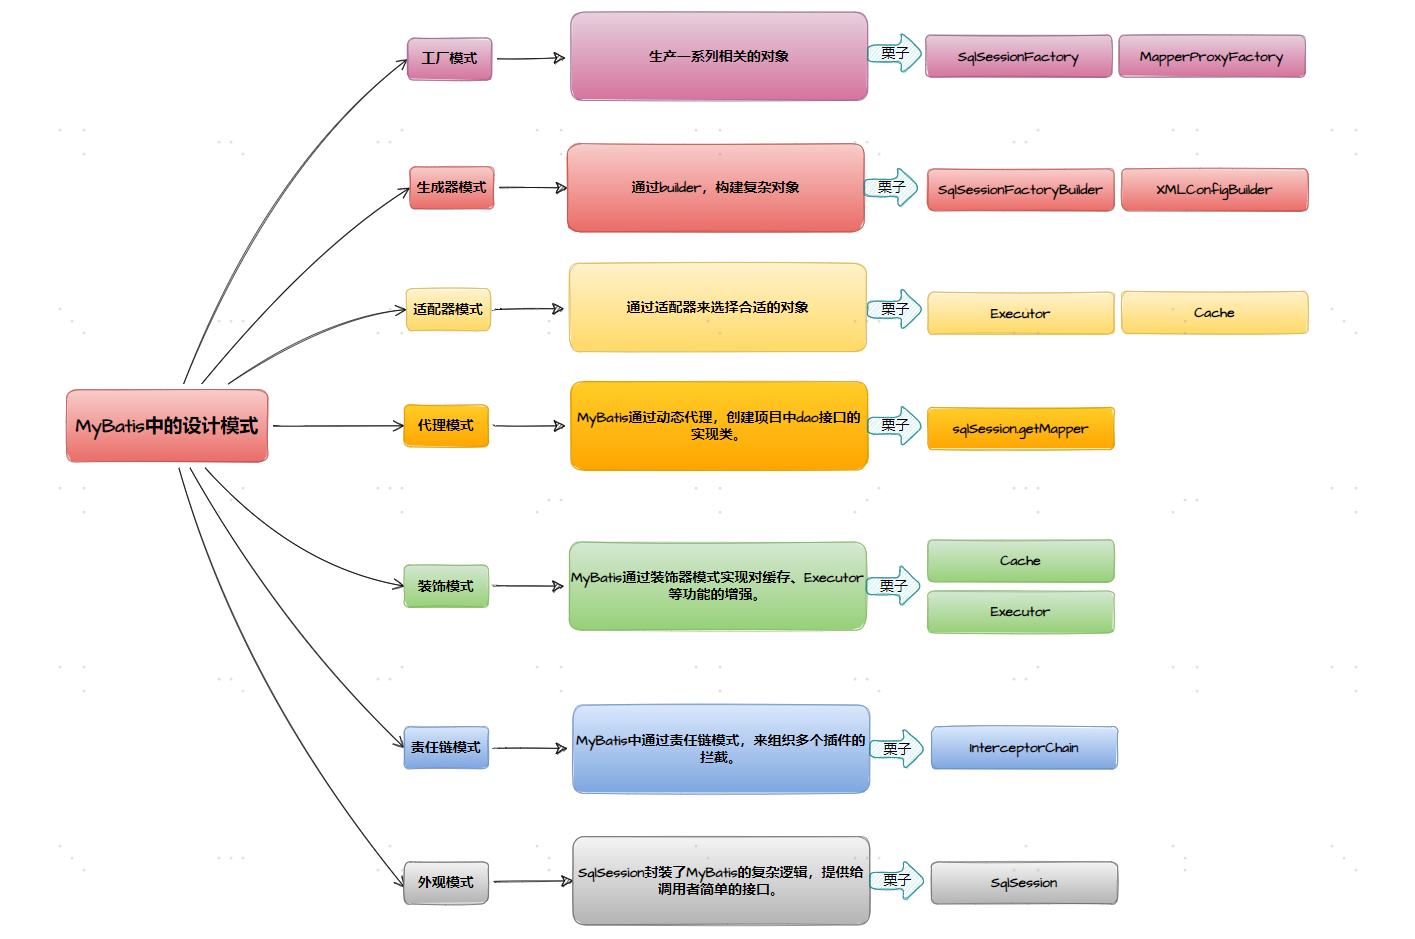 工厂模式
生产一系列相关的对象
栗子
SqlSessionFactory
MapperProxyFactory
生成器模式
通过builder，构建复杂对象
栗子
SqlSessionFactoryBuilder
XMLConfigBuilder
适配器模式
通过适配器来选择合适的对象
栗子
Executor
Cache
MyBatis中的设计模式
代理模式
MyBatis通过动态代理，创建项目中dao接口的
实现类。
栗子
sqlSession.getMapper
装饰模式
MyBatis通过装饰器模式实现对缓存、Executor
等功能的增强。
栗子
Cache
Executor
责任链模式
MyBatis中通过责任链模式，来组织多个插件的
拦截。
栗子
InterceptorChain
外观模式
SqlSession封装了MyBatis的复杂逻辑，提供给
调用者简单的接口。
栗子
SqlSession